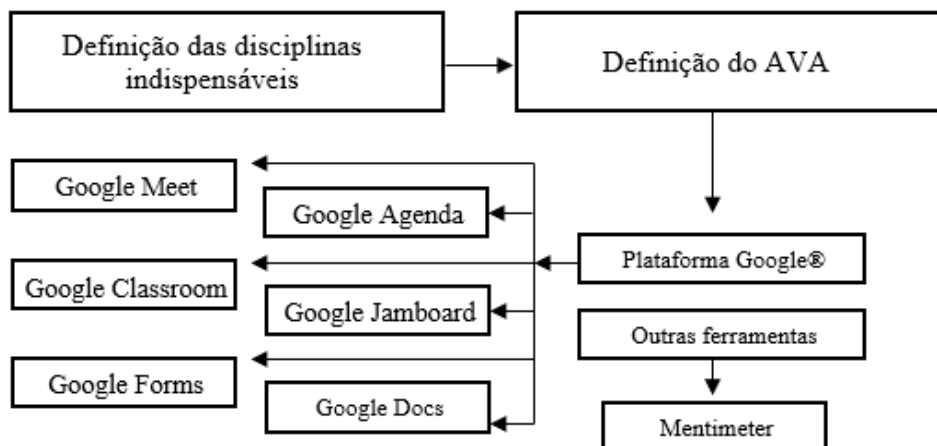 Definição das disciplinas
indispensáveis
Definição do AVA
Google Meet
Google Agenda
Plataforma Google®
Google Classroom
Google Jamboard
Outras ferramentas
Google Forms
Google Docs
Mentimeter